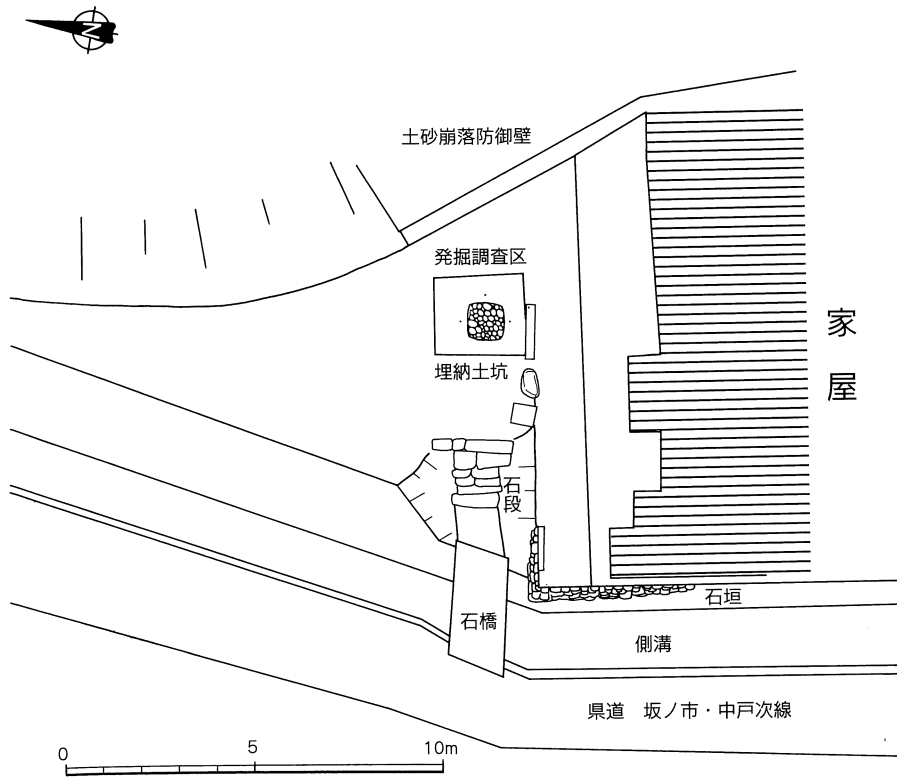 N
土砂崩落防御壁
発掘調査区
埋納土坑
家屋
石段
石橋
石垣
側溝
県道 坂ノ市・中戸次線
0 5 10m